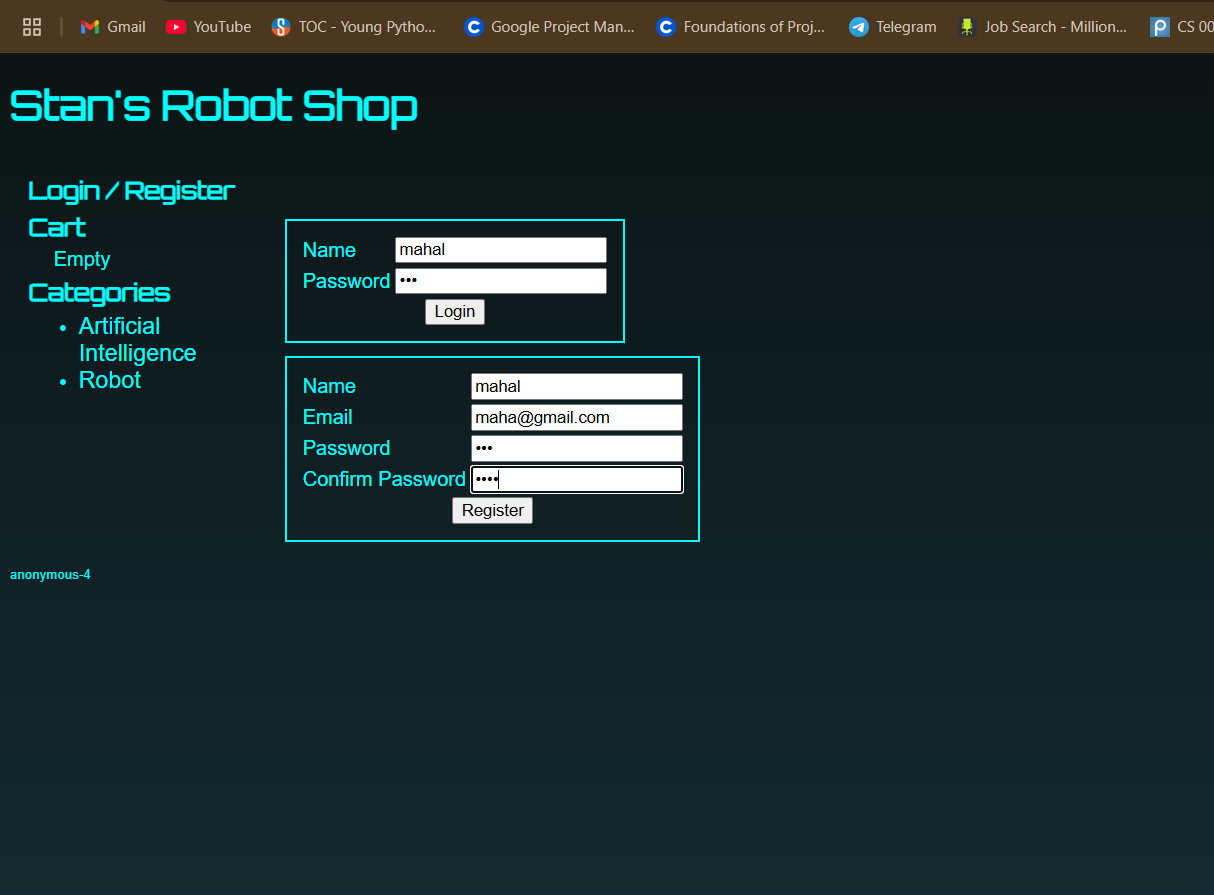 Gmail
YouTube
TOC - Young Pytho...
Google Project Man...
Foundations of Proj...
Telegram
Job Search - Million...
CS 00
Stan's Robot Shop
Login / Register
Cart
Empty
Categories
• Artificial
Intelligence
• Robot
Name mahal
Password •••
Login
Name mahal
Email maha@gmail.com
Password •••
Confirm Password ••••
Register
anonymous-4